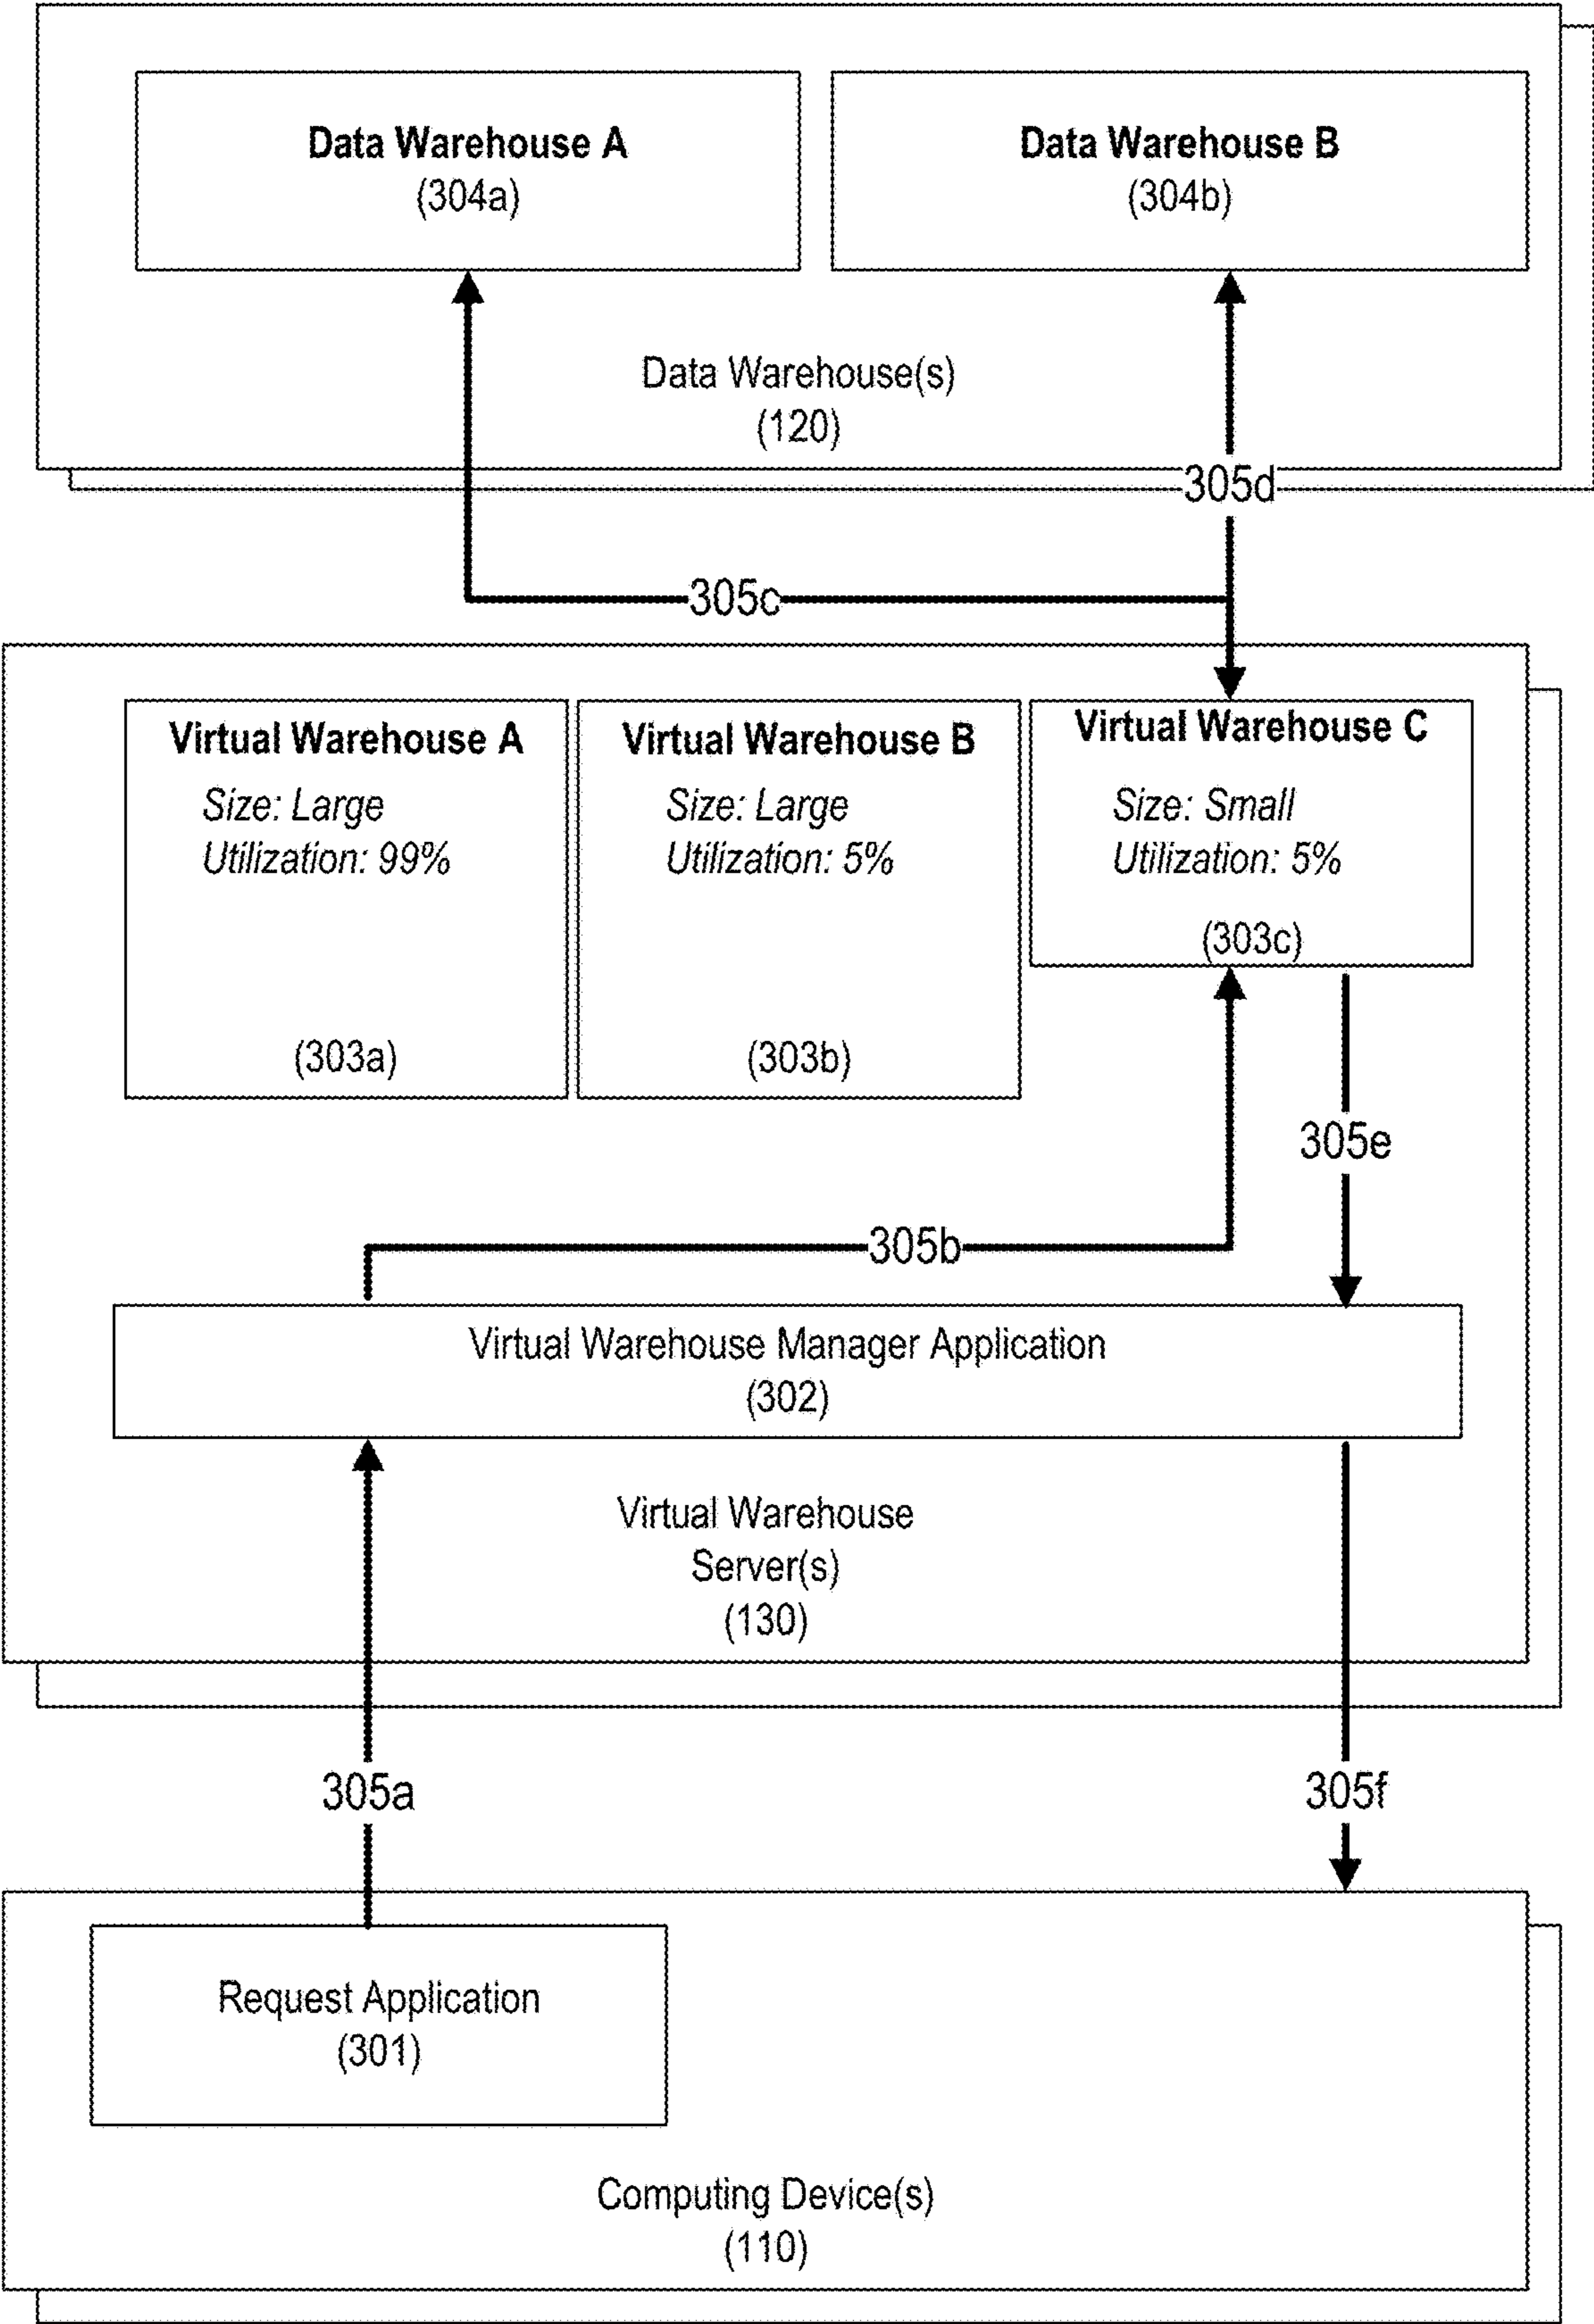 Data Warehouse A
(304a)
Data Warehouse B
(304b)
Data Warehouse(s)
(120)
305d
305c
Virtual Warehouse A
Size: Large
Utilization: 99%
(303a)
Virtual Warehouse B
Size: Large
Utilization: 5%
(303b)
Virtual Warehouse C
Size: Small
Utilization: 5%
(303c)
305e
305b
Virtual Warehouse Manager Application
(302)
Virtual Warehouse
Server(s)
(130)
305a
305f
Request Application
(301)
Computing Device(s)
(110)